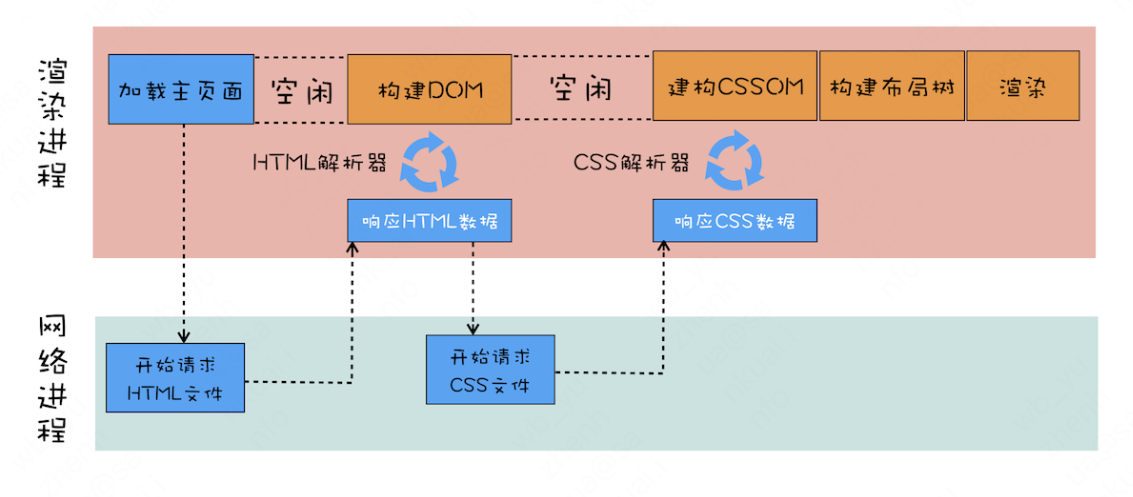 渲染进程
加载主页面
空闲
构建DOM
空闲
建构CSSOM
构建布局树
渲染
HTML解析器
CSS解析器
响应HTML数据
响应CSS数据
网络进程
开始请求
HTML文件
开始请求
CSS文件